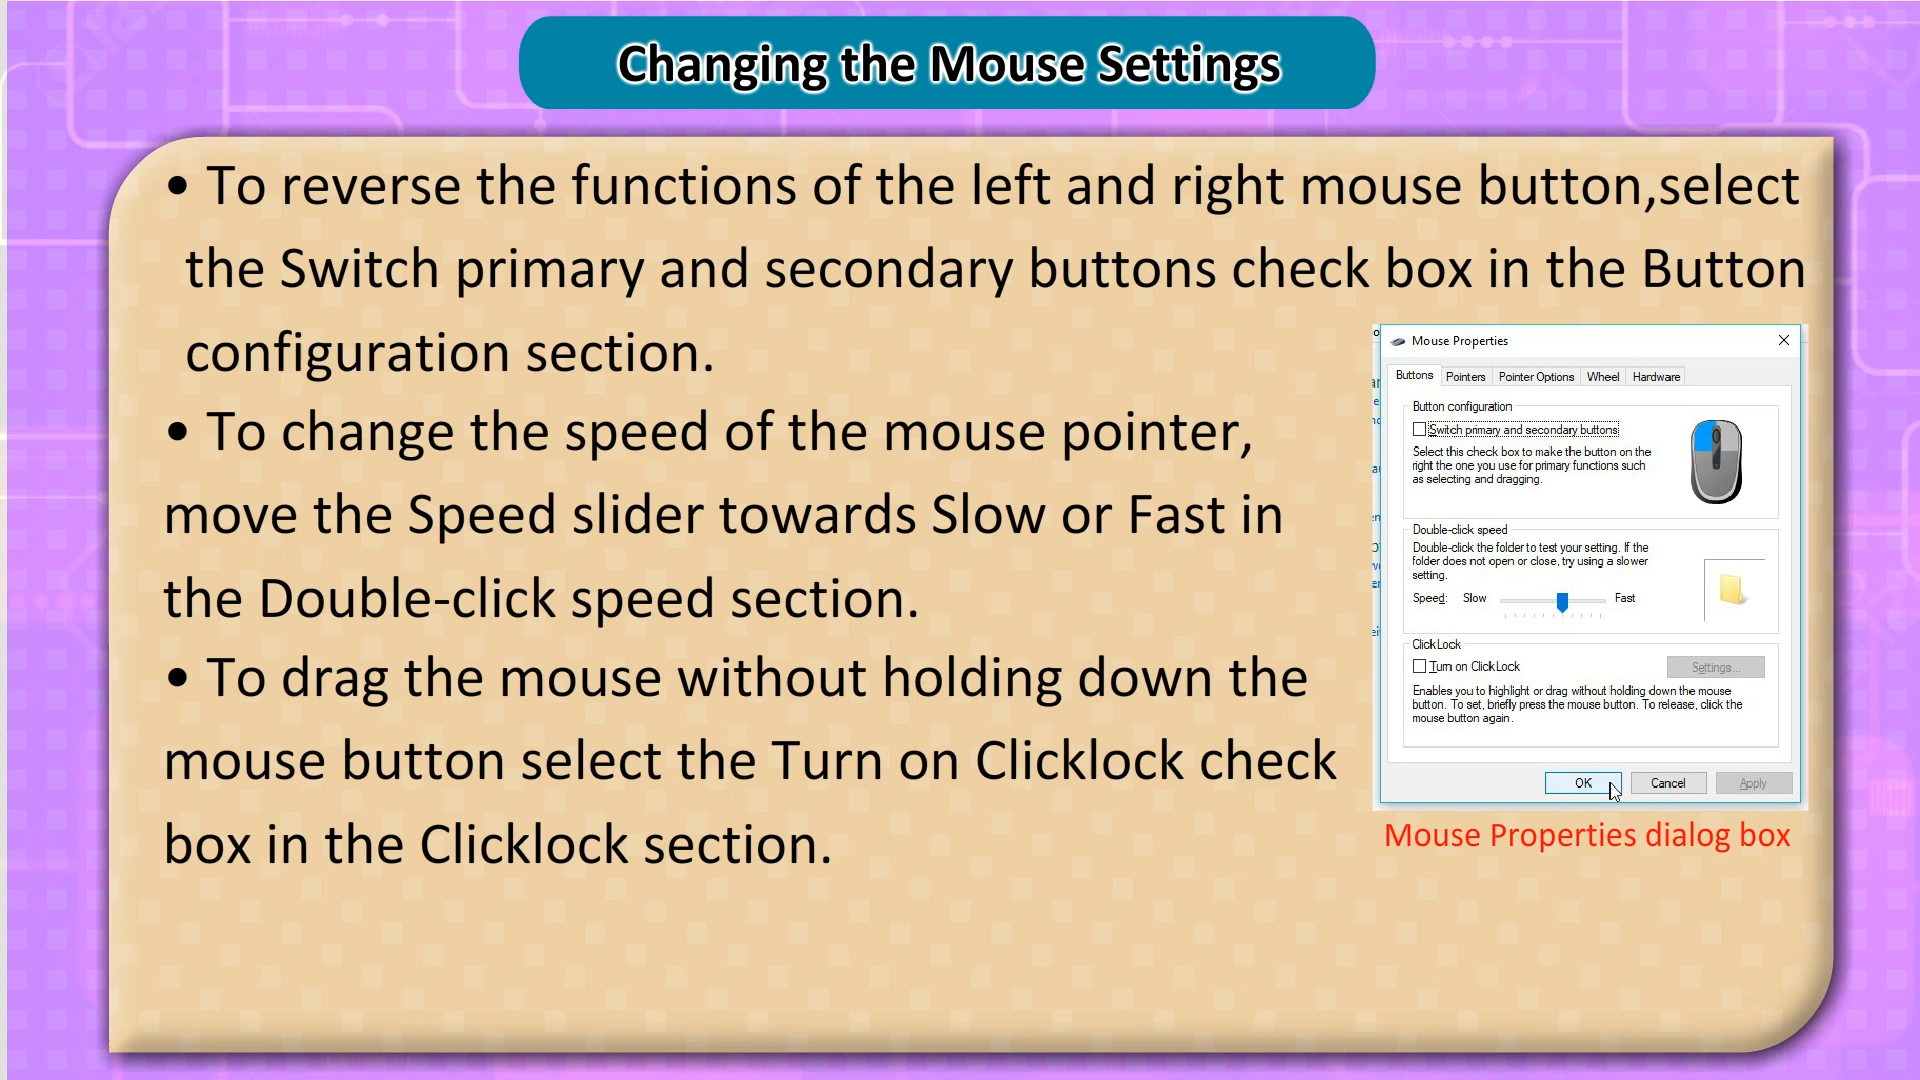 Changing the Mouse Settings
• To reverse the functions of the left and right mouse button,select
the Switch primary and secondary buttons check box in the Button
configuration section.
• To change the speed of the mouse pointer,
move the Speed slider towards Slow or Fast in
the Double-click speed section.
• To drag the mouse without holding down the
mouse button select the Turn on Clicklock check
box in the Clicklock section.
Mouse Properties
Buttons Pointers Pointer Options Wheel Hardware
Button configuration
Switch primary and secondary buttons
Select this check box to make the button on the
right the one you use for primary functions such
as selecting and dragging.
Double-click speed
Double-click the folder to test your setting. If the
folder does not open or close, try using a slower
setting.
Speed: Slow Fast
ClickLock
Turn on ClickLock Settings...
Enables you to highlight or drag without holding down the mouse
button. To set, briefly press the mouse button. To release, click the
mouse button again.
OK Cancel Apply
Mouse Properties dialog box